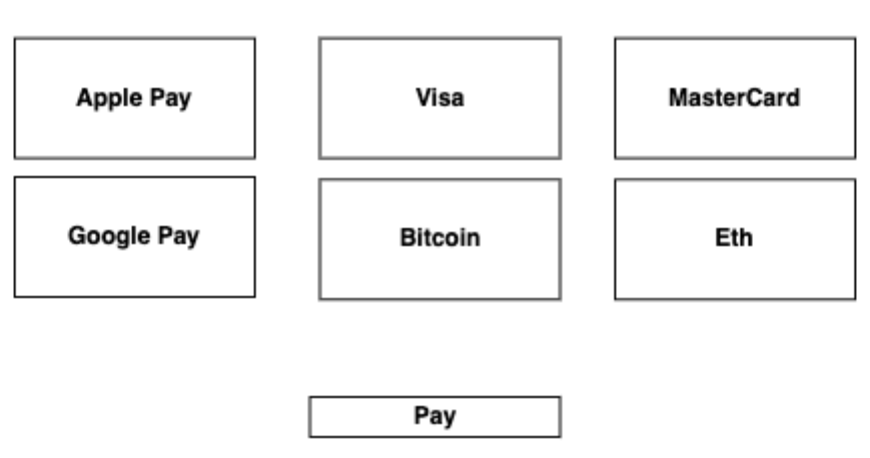 Apple Pay
Visa
MasterCard
Google Pay
Bitcoin
Eth
Pay